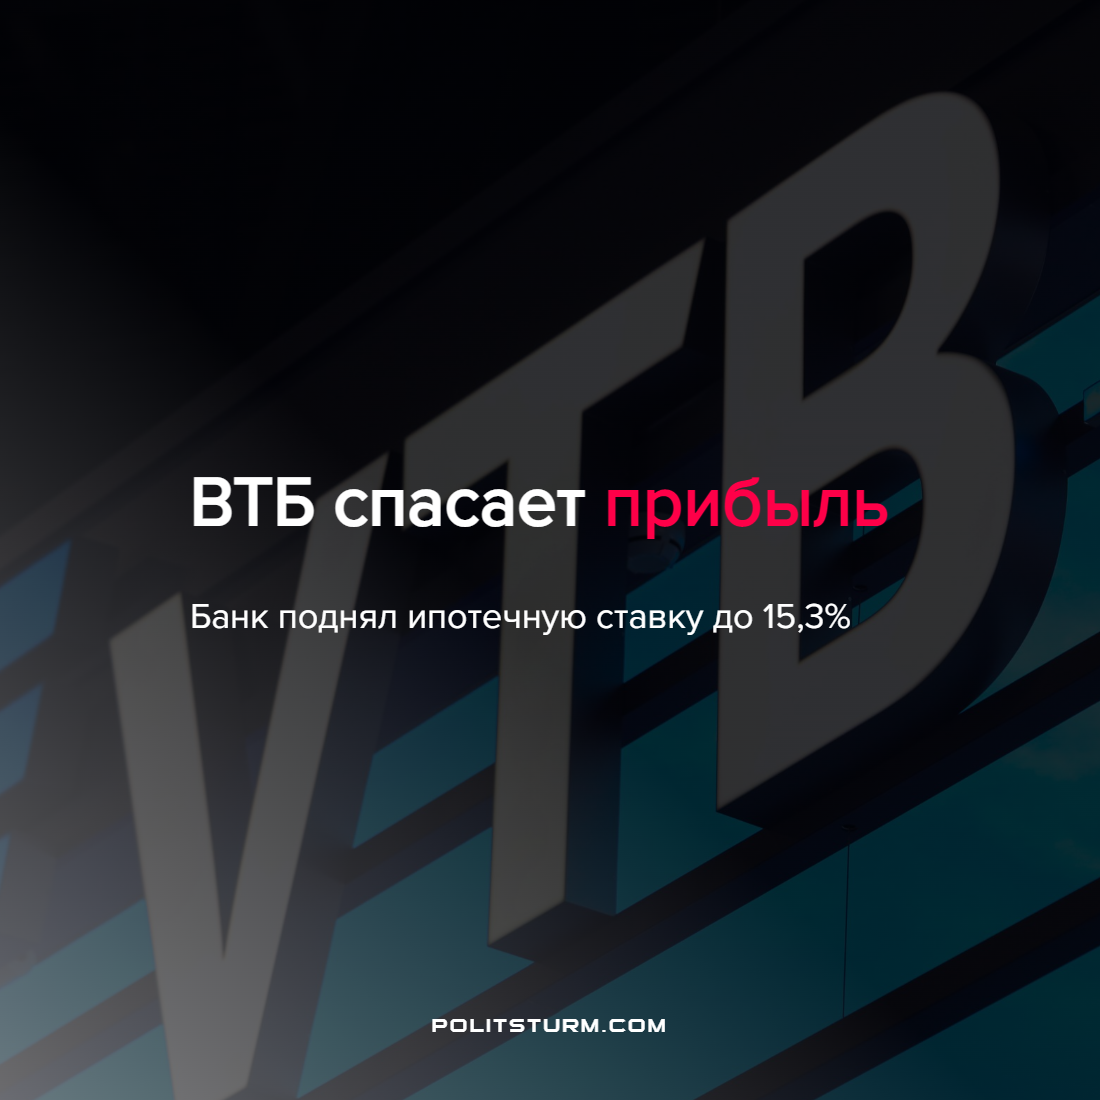 VTB
ВТБ спасает прибыль
Банк поднял ипотечную ставку до 15,3%
POLITSTURM.COM